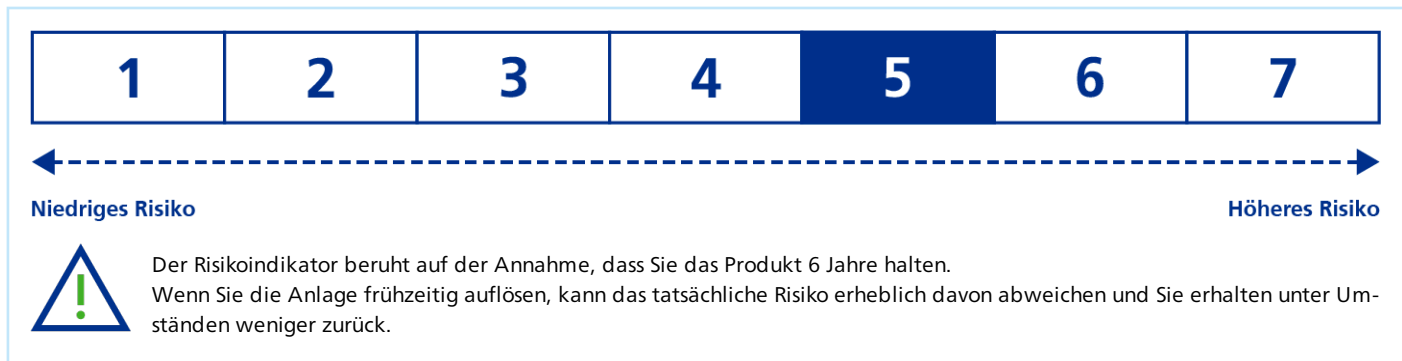 1 2 3 4 5 6 7
Niedriges Risiko Höheres Risiko
Der Risikoindikator beruht auf der Annahme, dass Sie das Produkt 6 Jahre halten.
Wenn Sie die Anlage frühzeitig auflösen, kann das tatsächliche Risiko erheblich davon abweichen und Sie erhalten unter Um-
ständen weniger zurück.